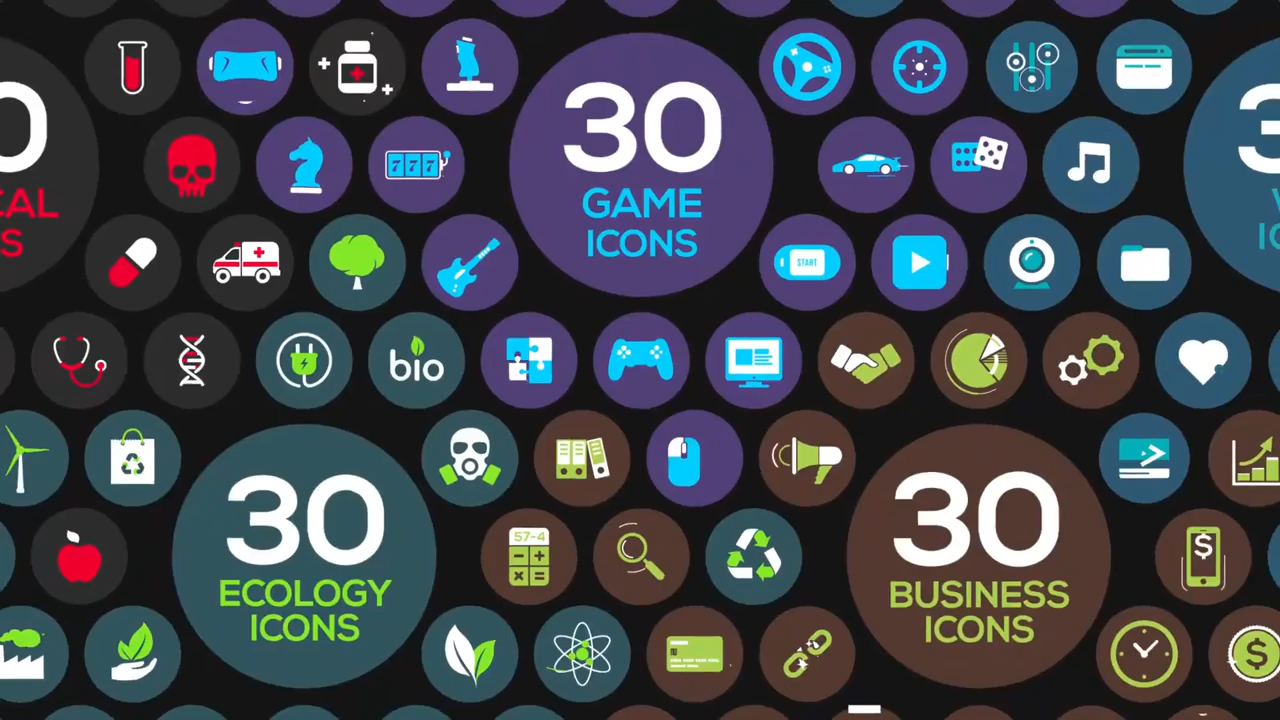 30
GAME
ICONS
777
START
bio
30
ECOLOGY
ICONS
57-4
30
BUSINESS
ICONS
$
$